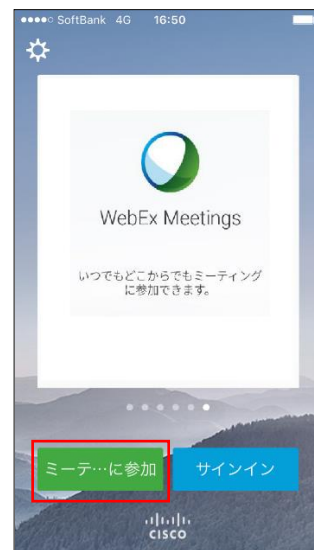 SoftBank 4G 16:50
WebEx Meetings
いつでもどこからでもミーティング
に参加できます。
ミーテ…に参加
サインイン
CISCO